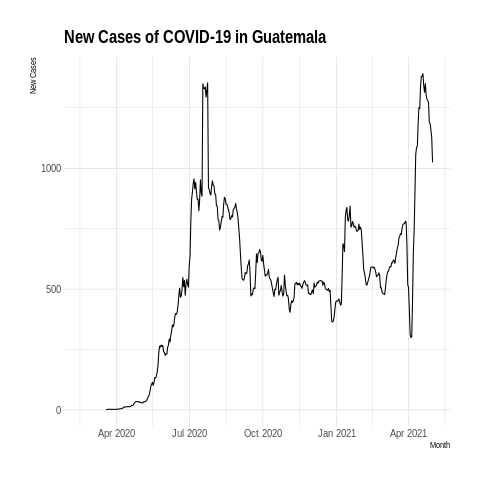 New Cases of COVID-19 in Guatemala
New Cases
1000
500
0
Apr 2020 Jul 2020 Oct 2020 Jan 2021 Apr 2021
Month